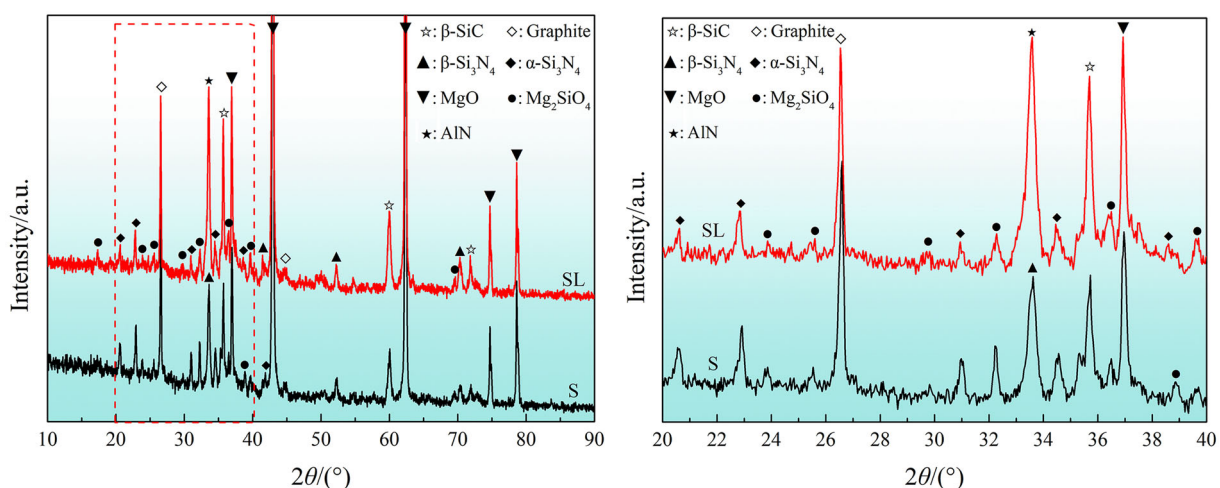 ☆: β-SiC ◇: Graphite
▲: β-Si₃N₄ ◆: α-Si₃N₄
▼: MgO ●: Mg₂SiO₄
★: AlN
Intensity/a.u.
SL
S
10 20 30 40 50 60 70 80 90
2θ/(°)
☆: β-SiC ◇: Graphite
▲: β-Si₃N₄ ◆: α-Si₃N₄
▼: MgO ●: Mg₂SiO₄
★: AlN
Intensity/a.u.
SL
S
20 22 24 26 28 30 32 34 36 38 40
2θ/(°)